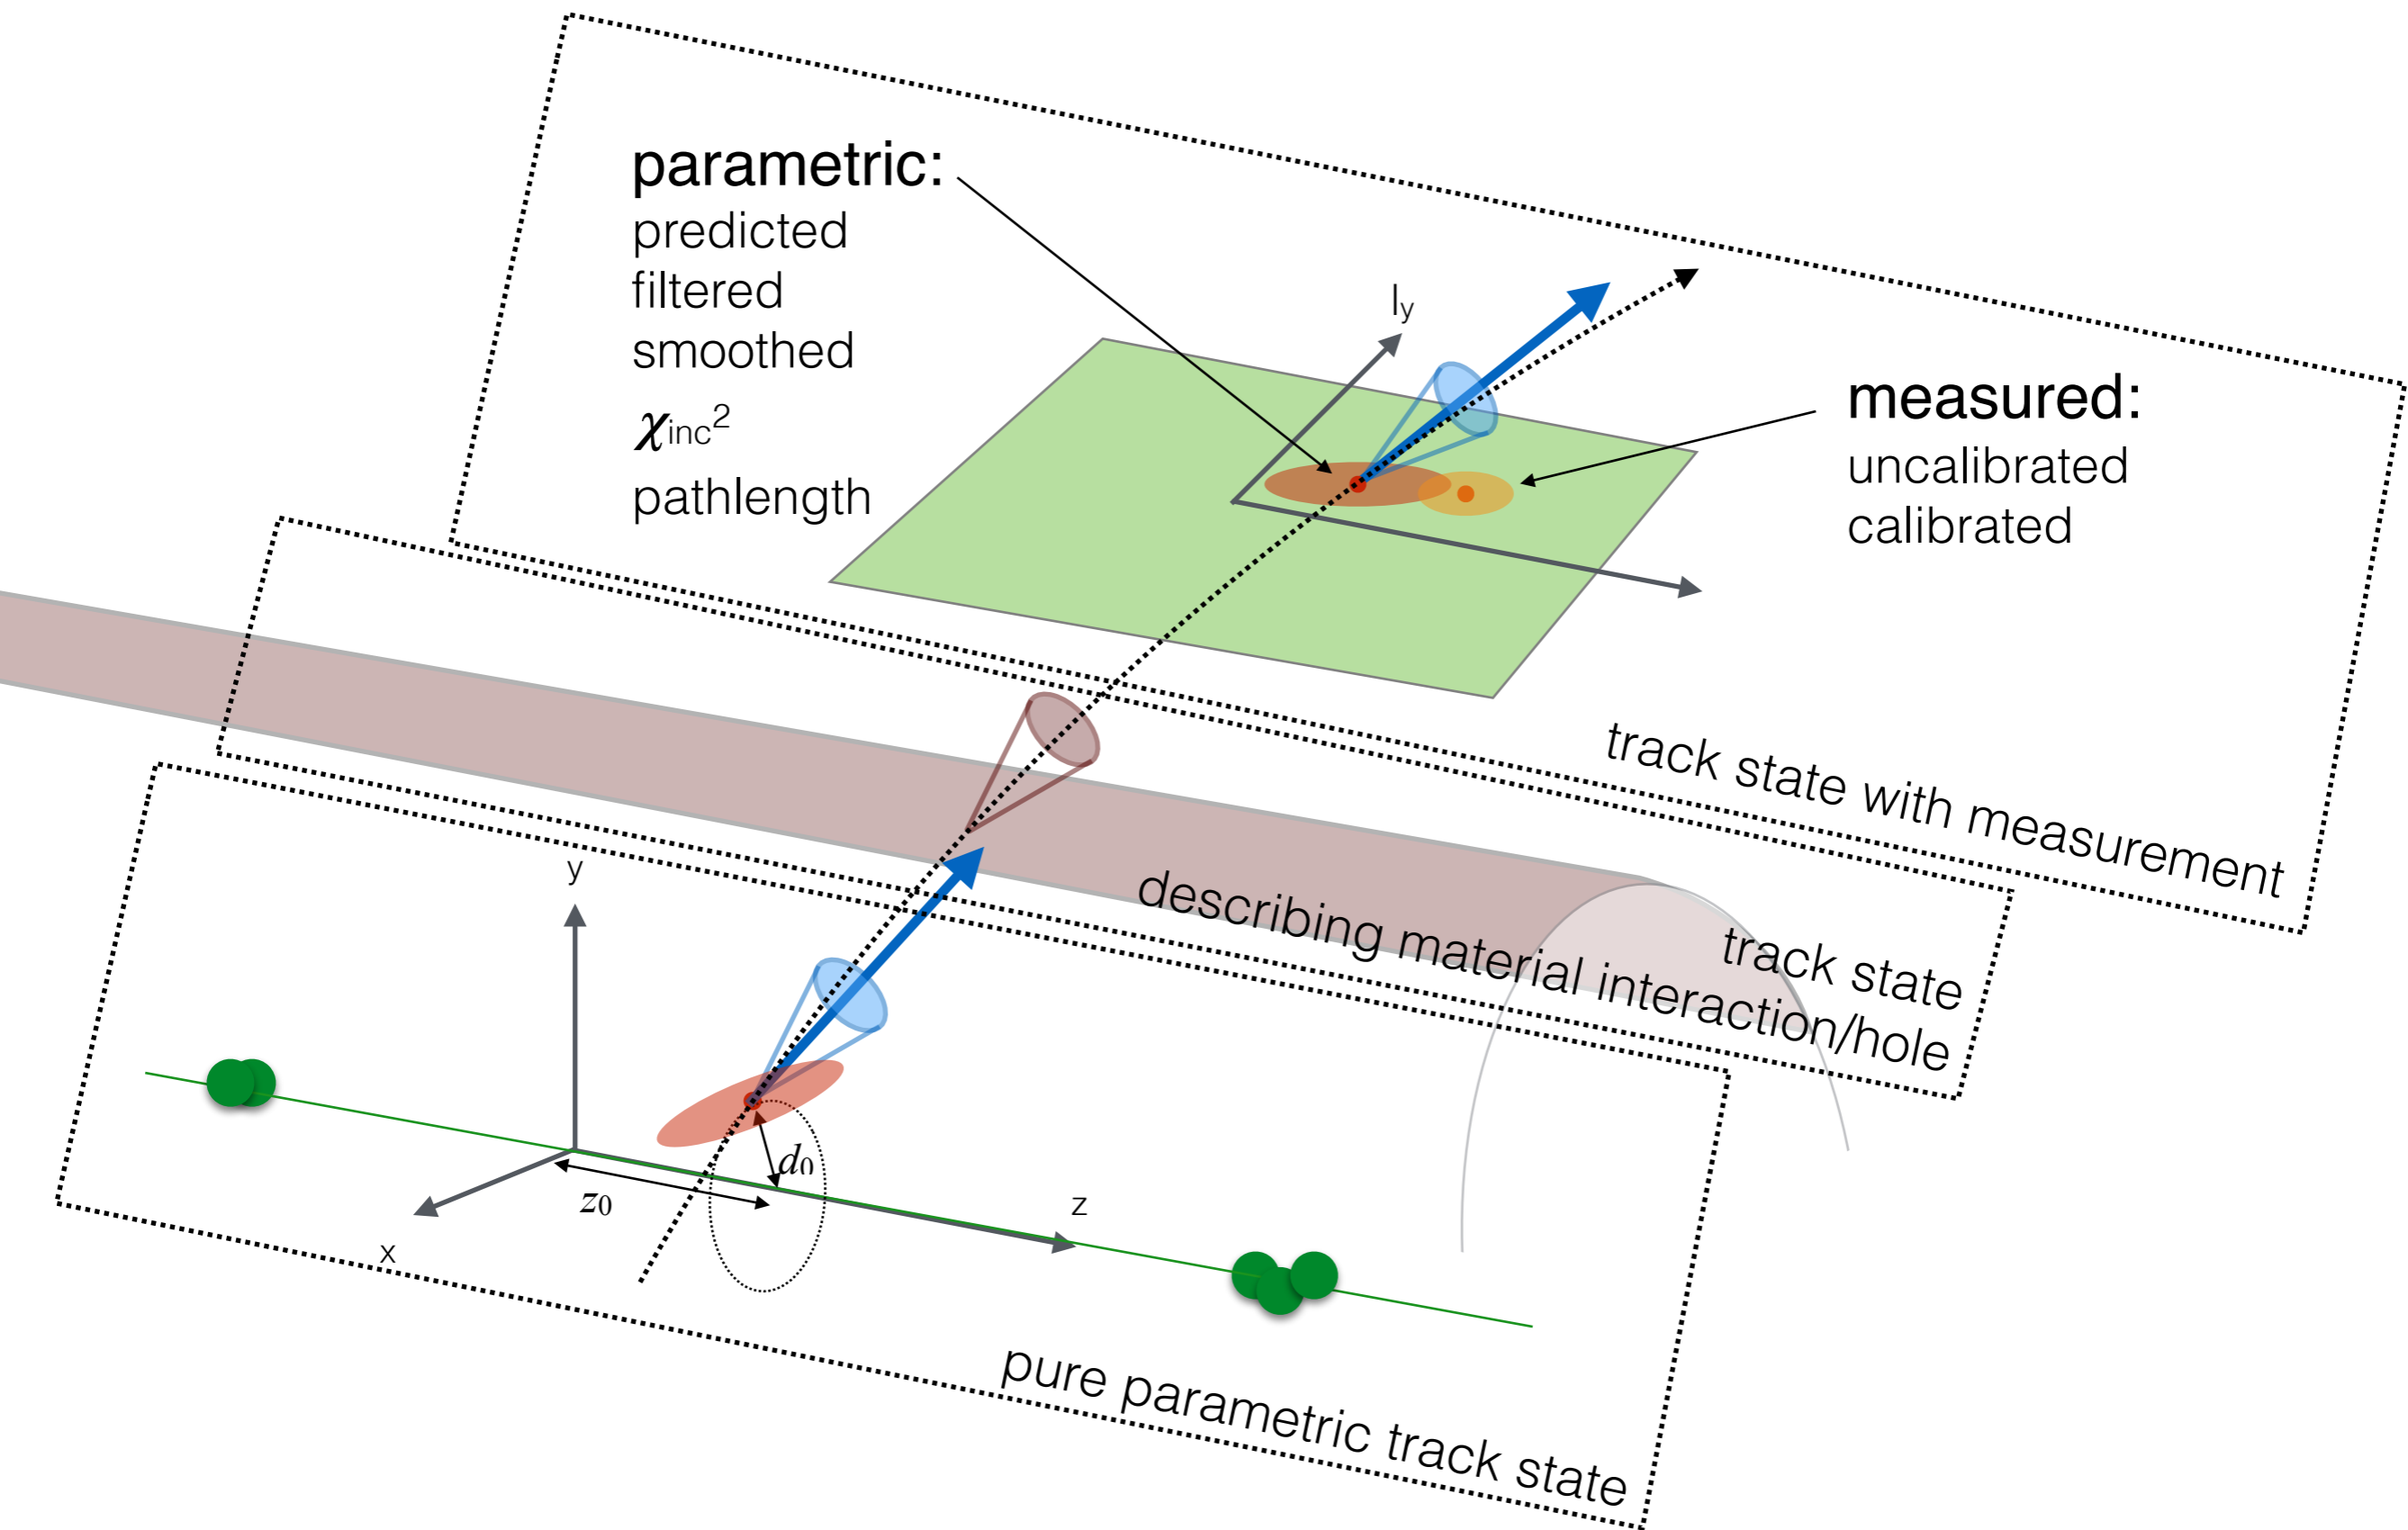 parametric:
predicted
filtered
smoothed
χinc²
pathlength
ly
measured:
uncalibrated
calibrated
track state with measurement
track state
describing material interaction/hole
y
d0
z0
z
x
pure parametric track state